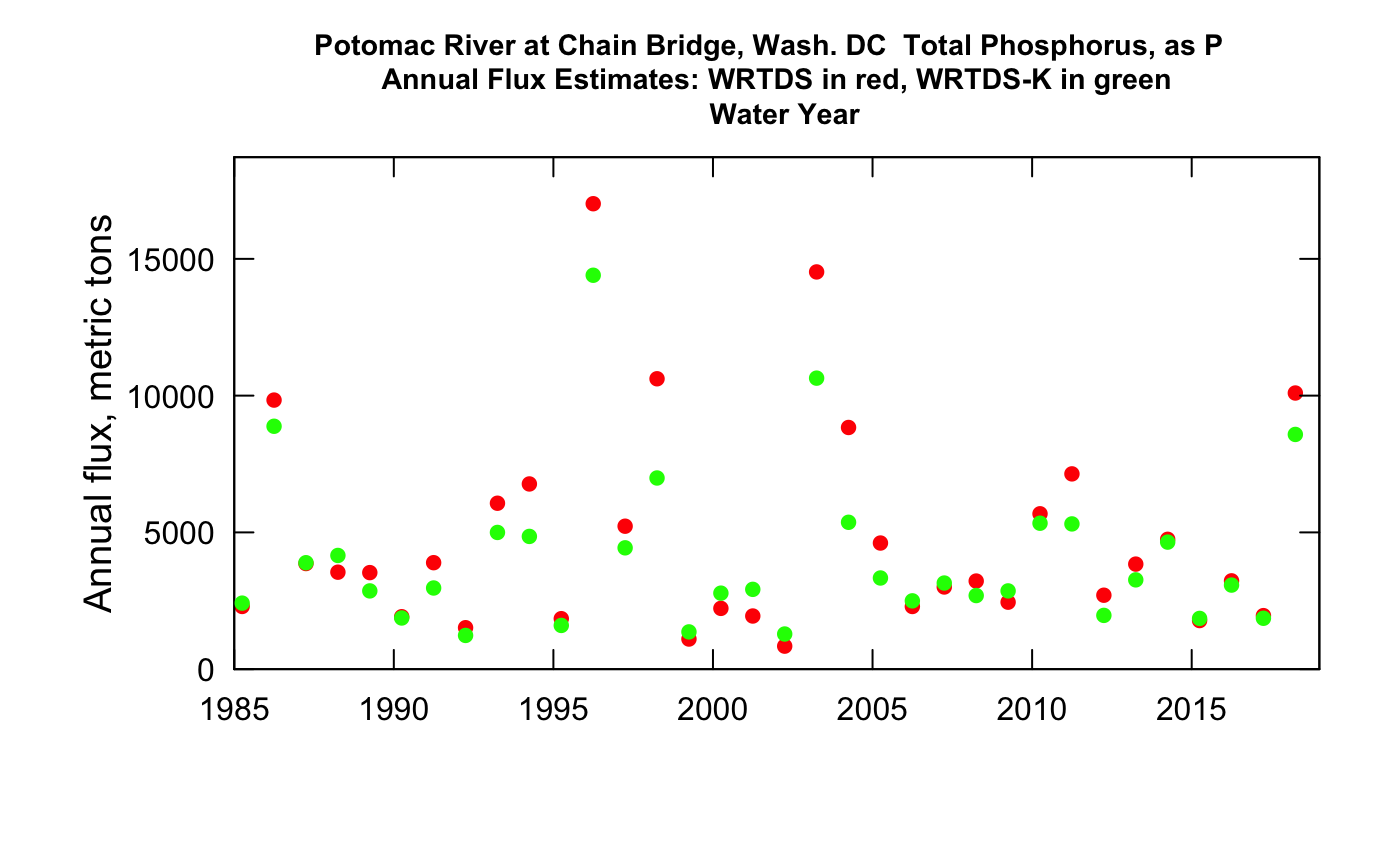 Potomac River at Chain Bridge, Wash. DC  Total Phosphorus, as P
Annual Flux Estimates: WRTDS in red, WRTDS-K in green
Water Year
Annual flux, metric tons
15000
10000
5000
0
1985 1990 1995 2000 2005 2010 2015